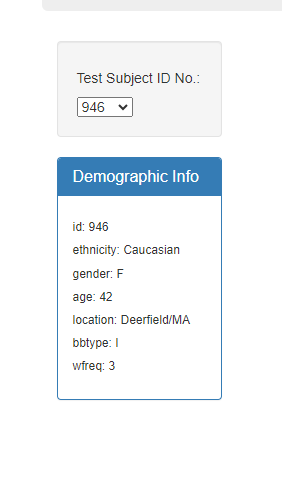 Test Subject ID No.:
946
Demographic Info
id: 946
ethnicity: Caucasian
gender: F
age: 42
location: Deerfield/MA
bbtype: I
wfreq: 3